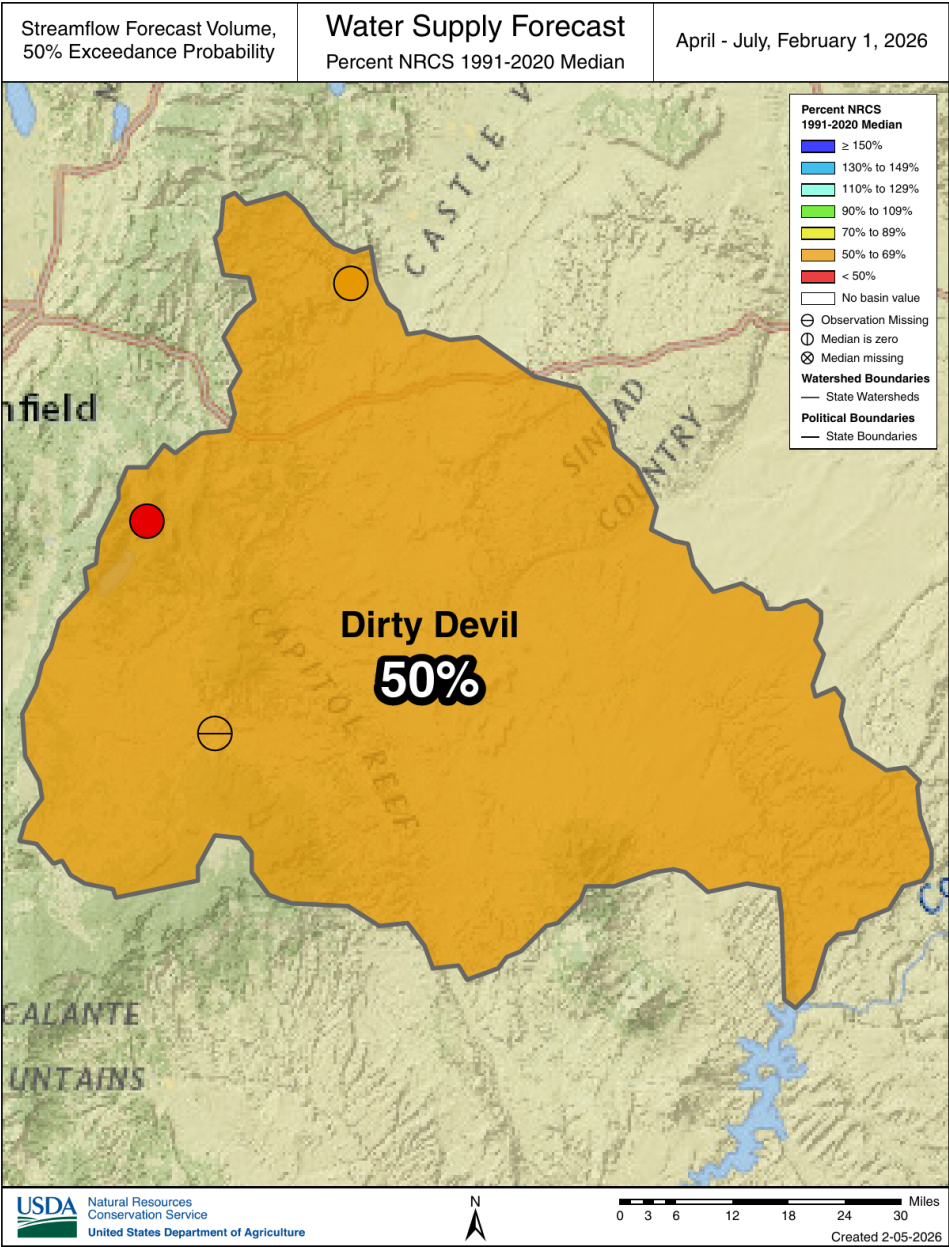 Streamflow Forecast Volume,
50% Exceedance Probability
Water Supply Forecast
Percent NRCS 1991-2020 Median
April - July, February 1, 2026
Percent NRCS
1991-2020 Median
≥ 150%
130% to 149%
110% to 129%
90% to 109%
70% to 89%
50% to 69%
< 50%
No basin value
Observation Missing
Median is zero
Median missing
Watershed Boundaries
State Watersheds
Political Boundaries
State Boundaries
CASTLE V
nfield
SINBAD
COUNTRY
Dirty Devil
50%
CAPITOL REEF
CO
CALANTE
UNTAINS
USDA
Natural Resources
Conservation Service
United States Department of Agriculture
N
Miles
0 3 6 12 18 24 30
Created 2-05-2026